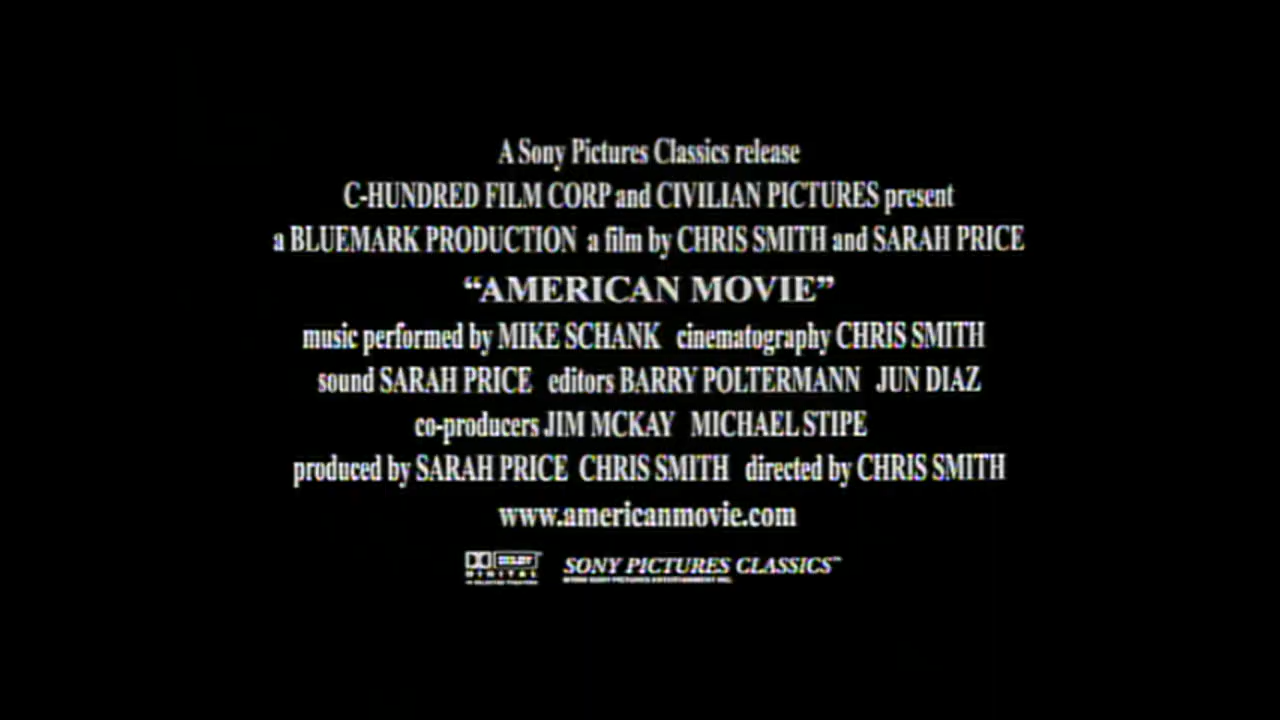 A Sony Pictures Classics release
C-HUNDRED FILM CORP and CIVILIAN PICTURES present
a BLUEMARK PRODUCTION a film by CHRIS SMITH and SARAH PRICE
“AMERICAN MOVIE”
music performed by MIKE SCHANK cinematography CHRIS SMITH
sound SARAH PRICE editors BARRY POLTERMANN JUN DIAZ
co-producers JIM MCKAY MICHAEL STIPE
produced by SARAH PRICE CHRIS SMITH directed by CHRIS SMITH
www.americanmovie.com
DOLBY SONY PICTURES CLASSICS™
DIGITAL